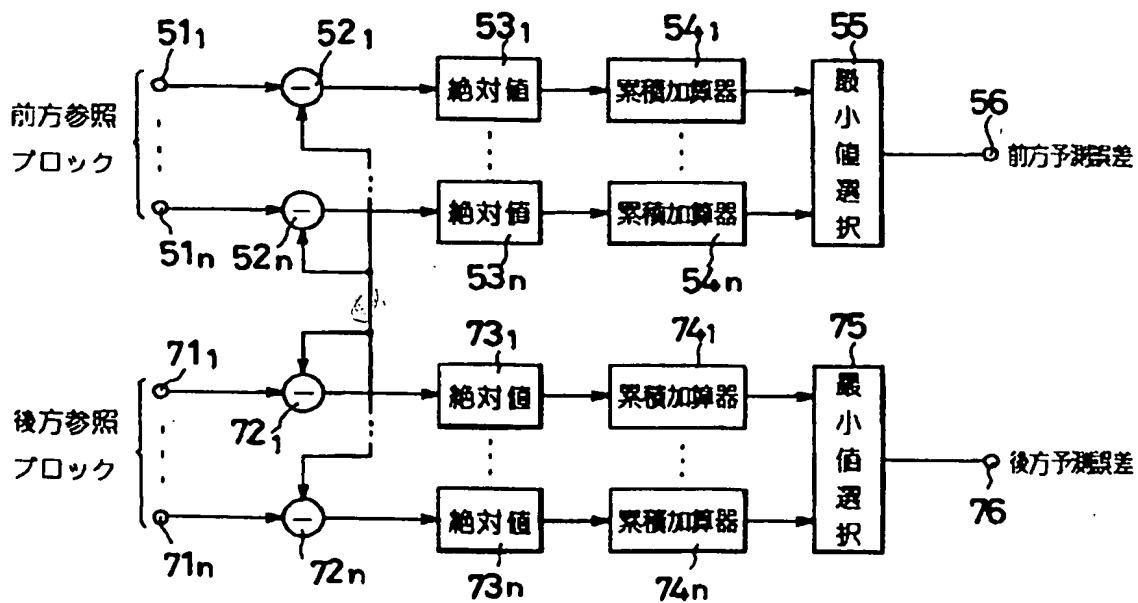 51₁
52₁
53₁
54₁
55
絶対値
累積加算器
最小値選択
56
前方参照
ブロック
前方予測誤差
絶対値
累積加算器
51n
52n
53n
54n
71₁
73₁
74₁
75
絶対値
累積加算器
最小値選択
後方参照
ブロック
72₁
後方予測誤差
絶対値
累積加算器
76
71n
72n
73n
74n